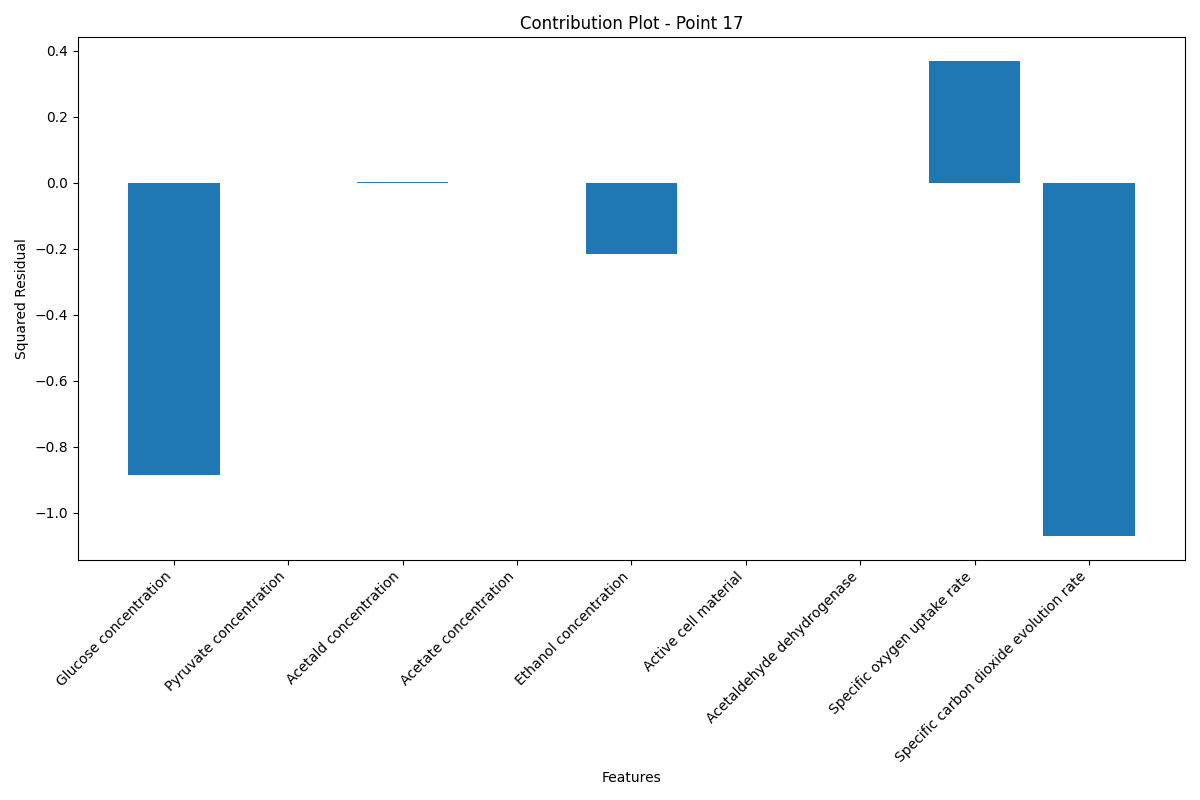 Contribution Plot - Point 17
Squared Residual
0.4
0.2
0.0
−0.2
−0.4
−0.6
−0.8
−1.0
Glucose concentration
Pyruvate concentration
Acetald concentration
Acetate concentration
Ethanol concentration
Active cell material
Acetaldehyde dehydrogenase
Specific oxygen uptake rate
Specific carbon dioxide evolution rate
Features